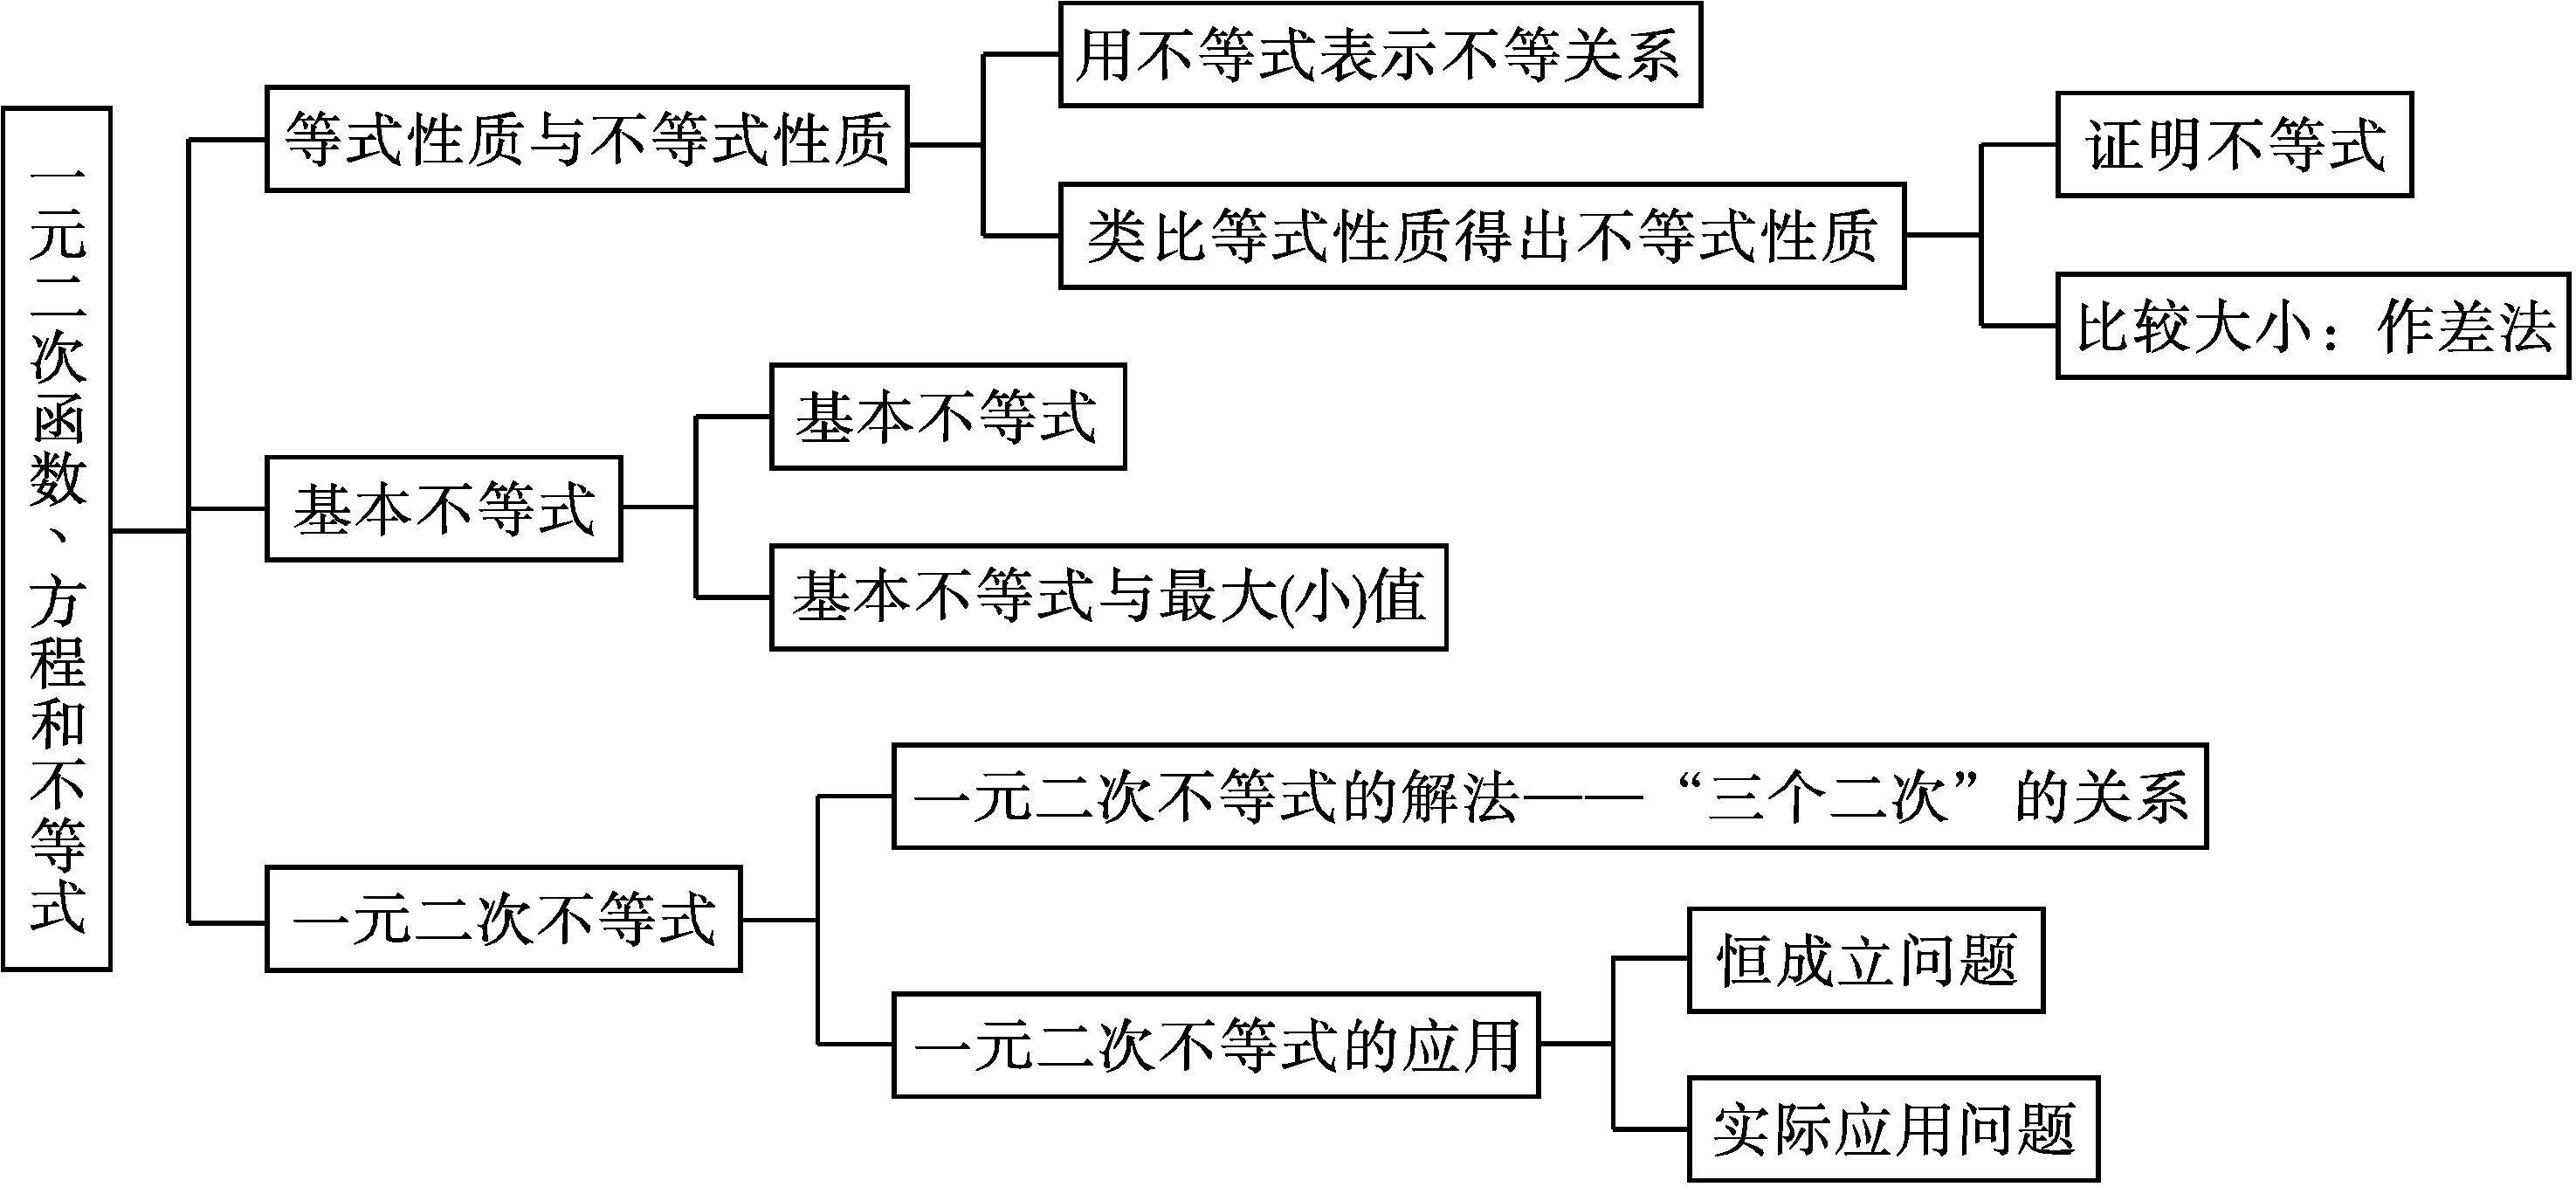 一元二次函数、方程和不等式
等式性质与不等式性质
用不等式表示不等关系
类比等式性质得出不等式性质
证明不等式
比较大小：作差法
基本不等式
基本不等式
基本不等式与最大(小)值
一元二次不等式
一元二次不等式的解法——“三个二次”的关系
一元二次不等式的应用
恒成立问题
实际应用问题